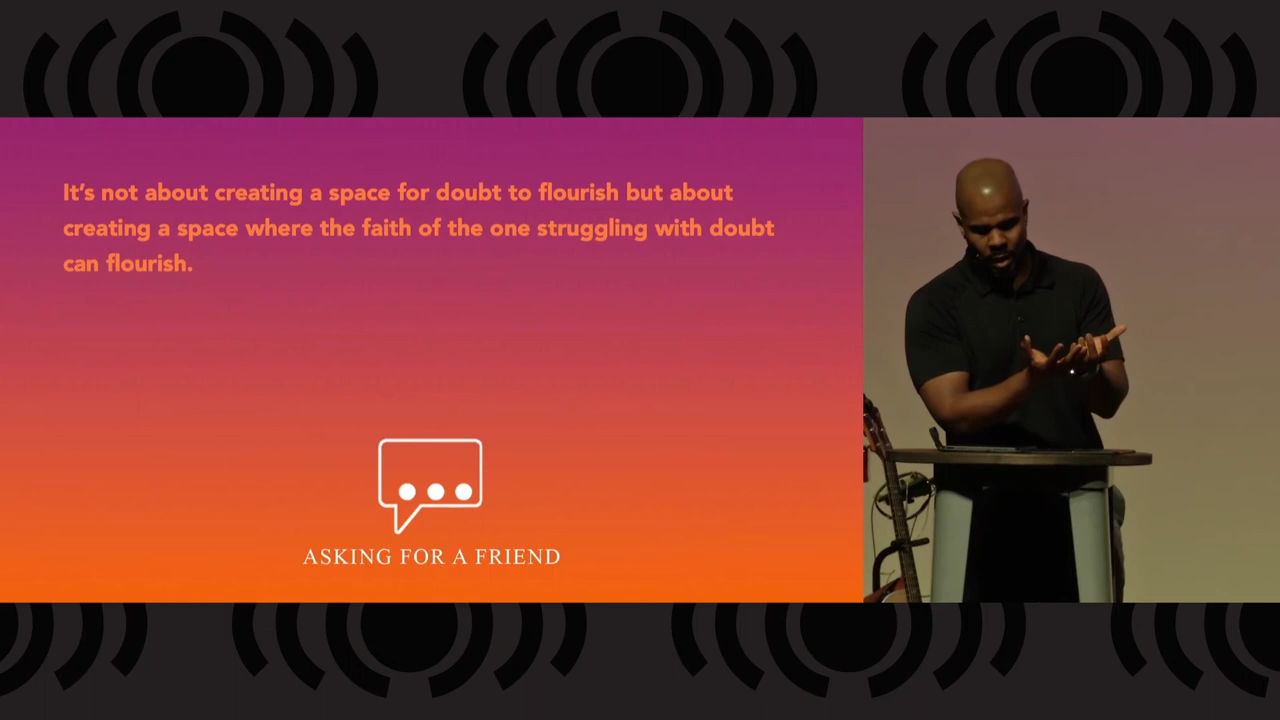 It's not about creating a space for doubt to flourish but about
creating a space where the faith of the one struggling with doubt
can flourish.
ASKING FOR A FRIEND